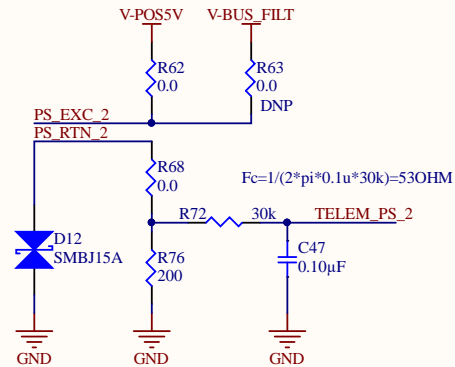 V-POS5V
V-BUS_FILT
R62
0.0
R63
0.0
DNP
PS_EXC_2
PS_RTN_2
R68
0.0
Fc=1/(2*pi*0.1u*30k)=53OHM
R72
30k
TELEM_PS_2
D12
SMBJ15A
R76
200
C47
0.10µF
GND
GND
GND